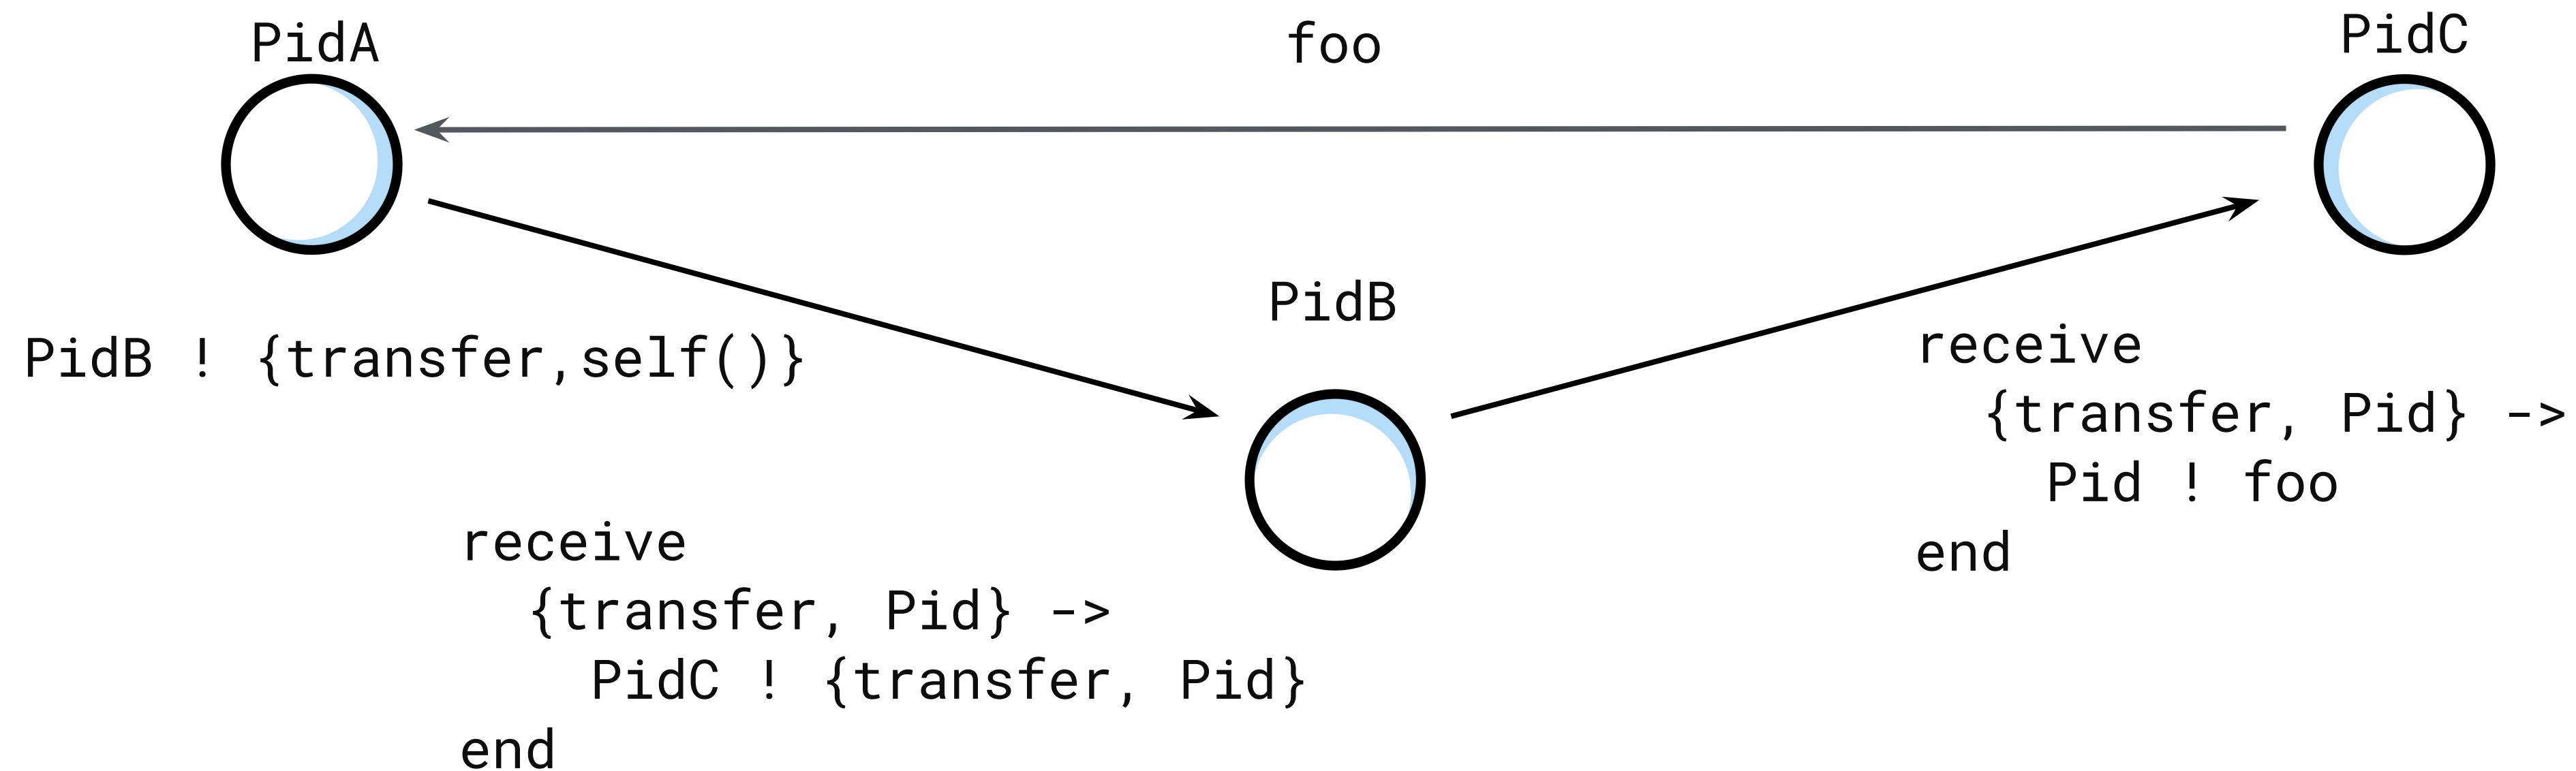 PidA
foo
PidC
PidB ! {transfer,self()}
PidB
receive
  {transfer, Pid} ->
    PidC ! {transfer, Pid}
end
receive
  {transfer, Pid} ->
    Pid ! foo
end